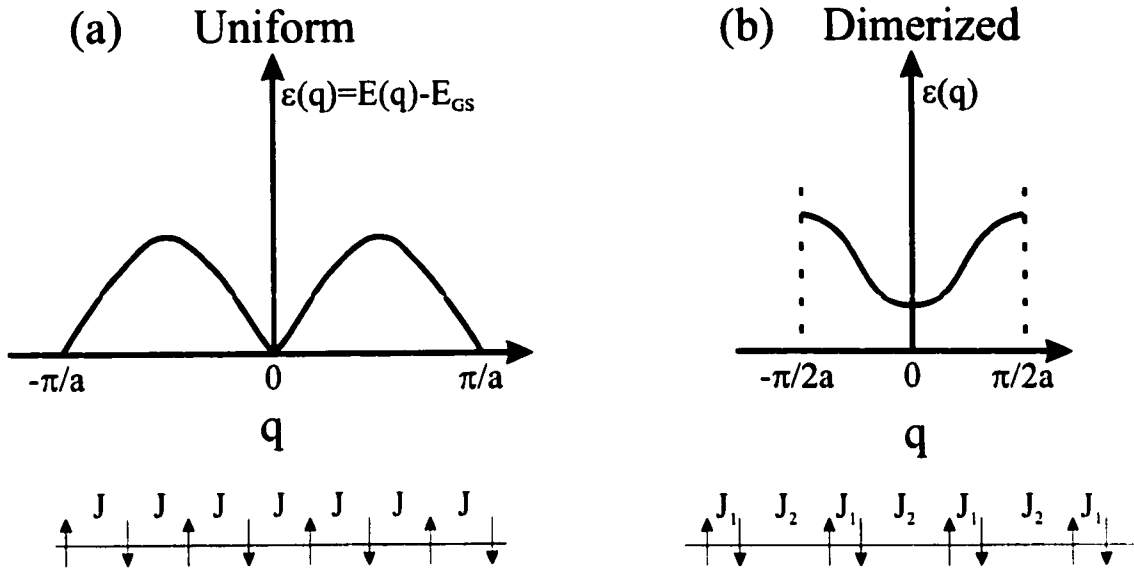 (a) Uniform
ε(q)=E(q)-E_GS
-π/a 0 π/a
q
J J J J J J J
(b) Dimerized
ε(q)
-π/2a 0 π/2a
q
J₁ J₂ J₁ J₂ J₁ J₂ J₁